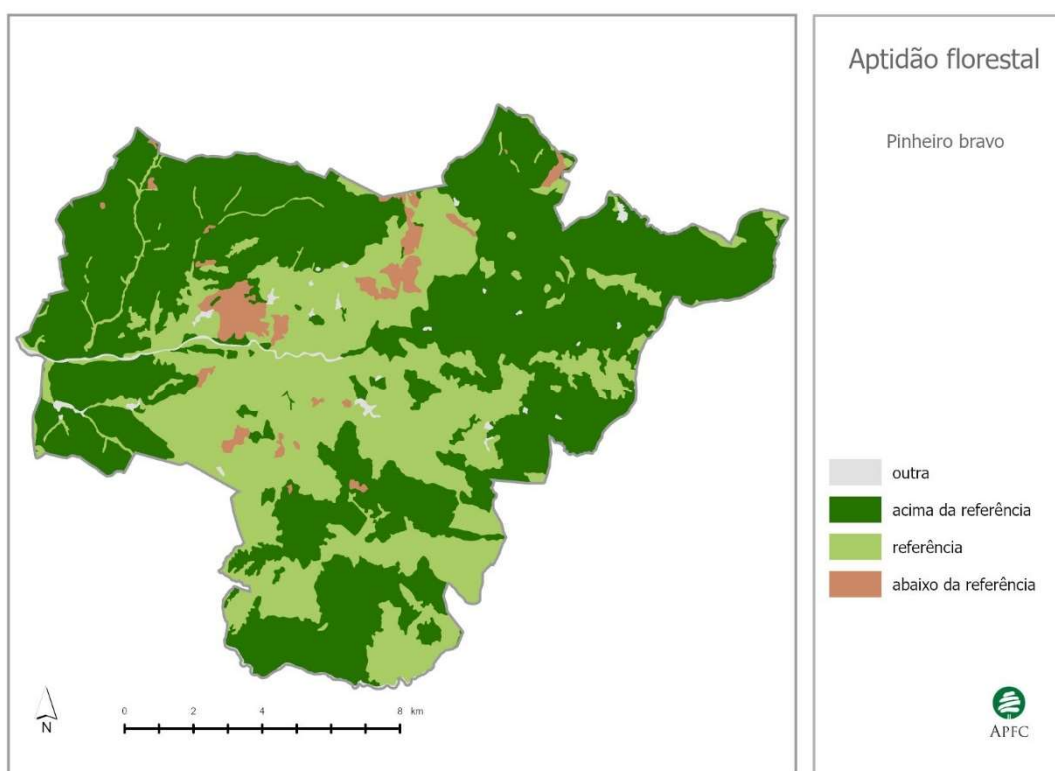 Aptidão florestal
Pinheiro bravo
outra
acima da referência
referência
abaixo da referência
N
0 2 4 8 km
APFC